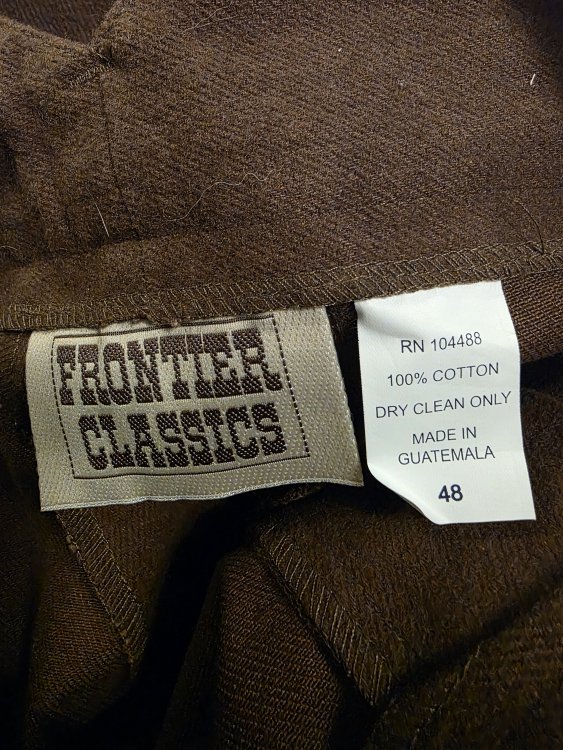 FRONTIER
CLASSICS
RN 104488
100% COTTON
DRY CLEAN ONLY
MADE IN
GUATEMALA
48